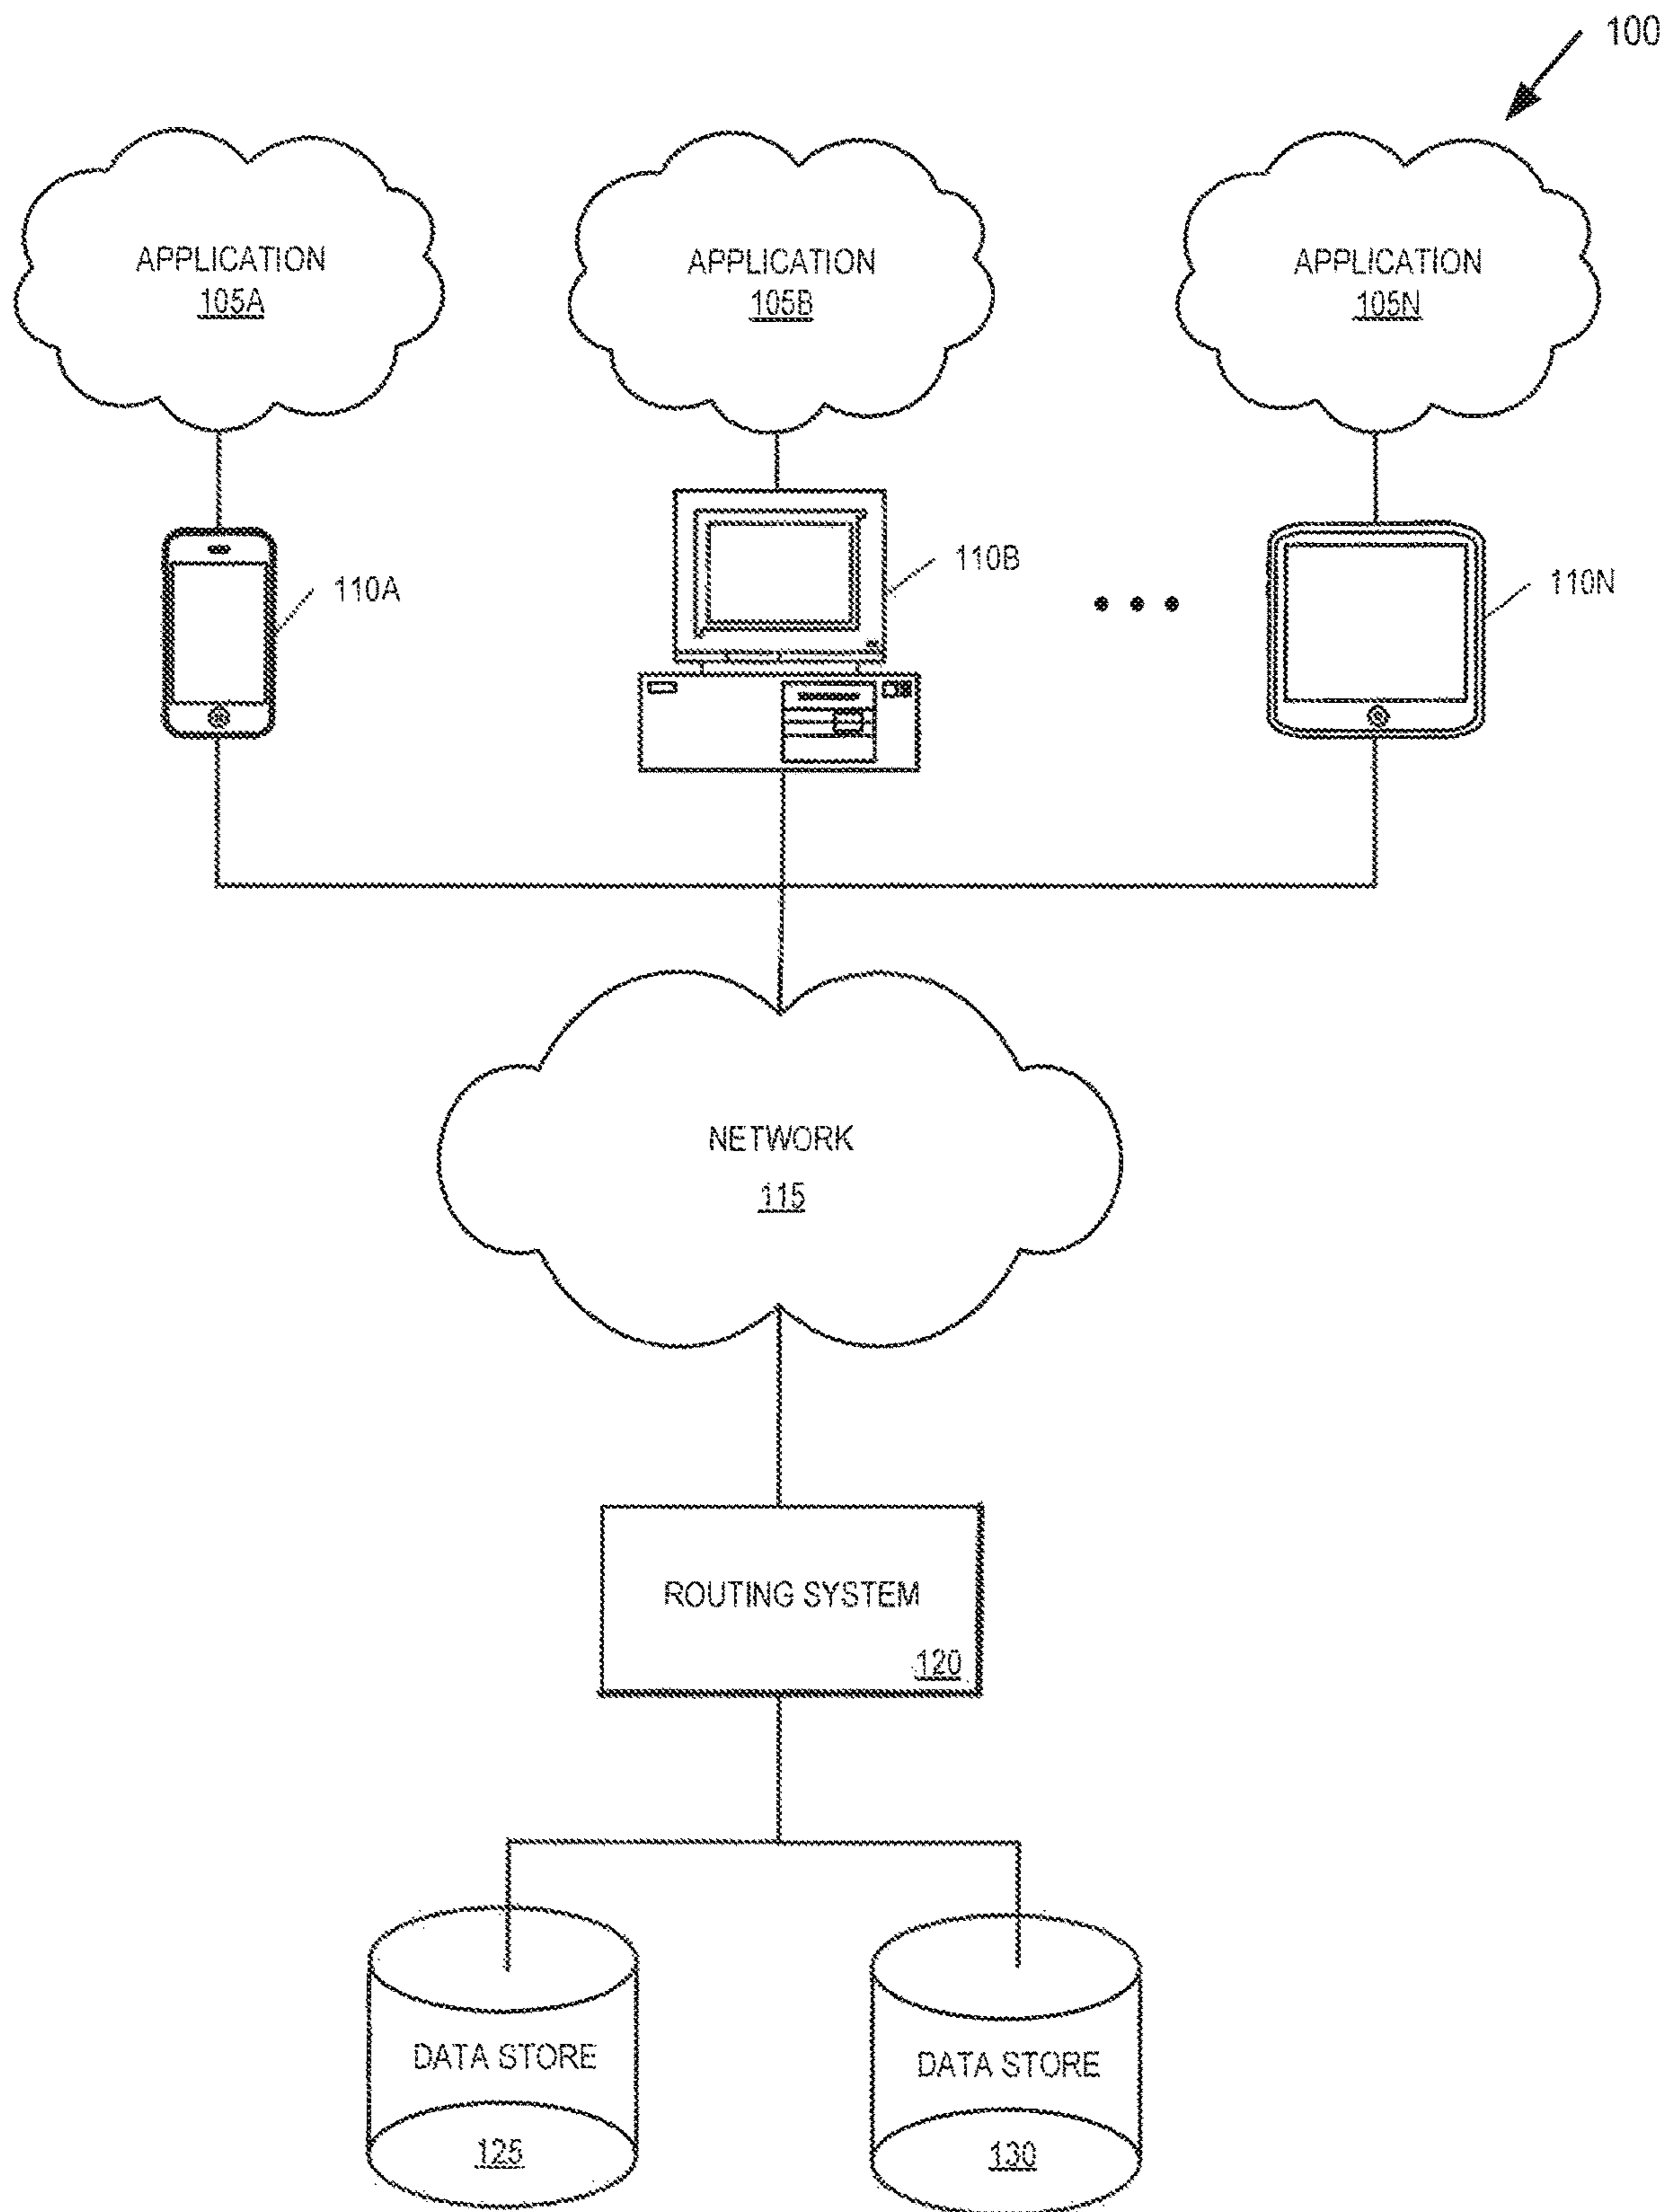 100
APPLICATION
105A
APPLICATION
105B
APPLICATION
105N
110A
110B
110N
NETWORK
115
ROUTING SYSTEM
120
DATA STORE
125
DATA STORE
130